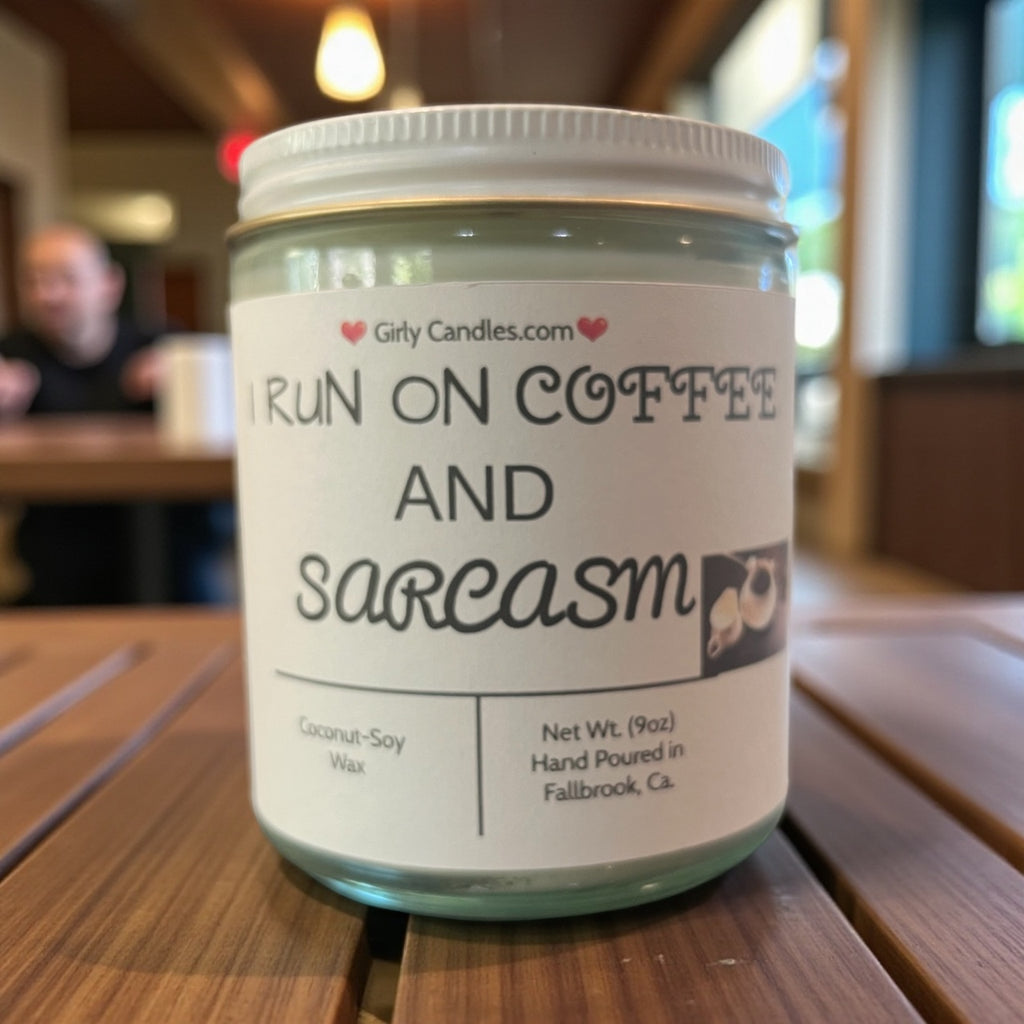 Girly Candles.com
I RUN ON COFFEE
AND
SARCASM
Coconut-Soy
Wax
Net Wt. (9oz)
Hand Poured in
Fallbrook, Ca.